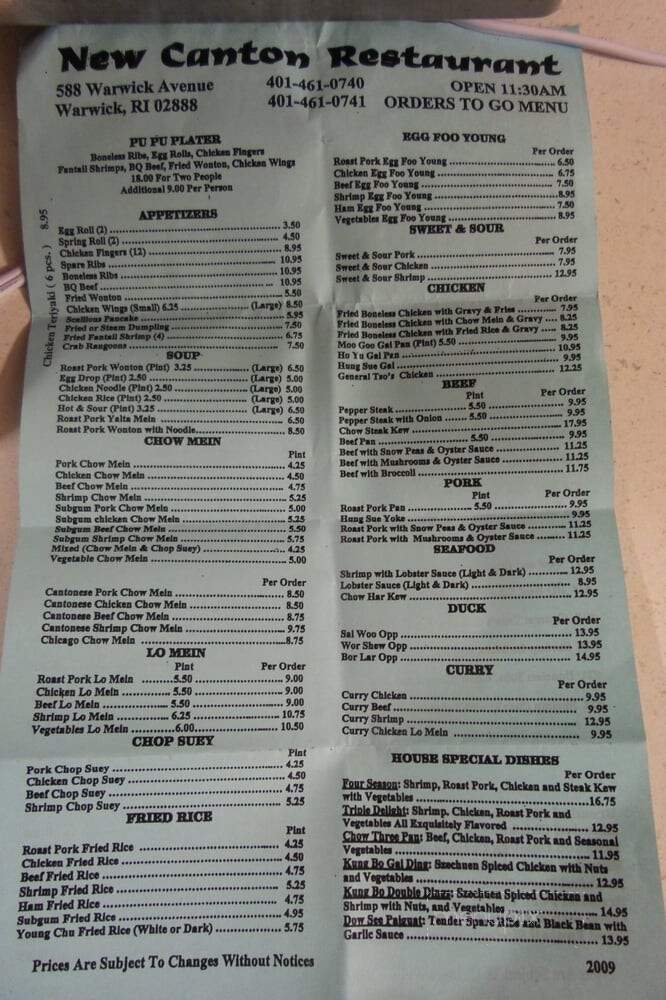 New Canton Restaurant
588 Warwick Avenue 401-461-0740 OPEN 11:30AM
Warwick, RI 02888 401-461-0741 ORDERS TO GO MENU
PU PU PLATER
Boneless Ribs, Egg Rolls, Chicken Fingers
Fantail Shrimps, BQ Beef, Fried Wonton, Chicken Wings
18.00 For Two People
Additional 9.00 Per Person
Chicken Teriyaki ( 6 pcs. ) 8.95
APPETIZERS
Egg Roll (2) 3.50
Spring Roll (2) 4.50
Chicken Fingers (12) 8.95
Spare Ribs 10.95
Boneless Ribs 10.95
BQ Beef 10.95
Fried Wonton 5.50
Chicken Wings (Small) 6.25 (Large) 8.50
Scallions Pancake 5.95
Fried or Steam Dumpling 7.50
Fried Fantail Shrimp (4) 6.75
Crab Rangoons 7.50
SOUP
Roast Pork Wonton (Pint) 3.25 (Large) 6.50
Egg Drop (Pint) 2.50 (Large) 5.00
Chicken Noodle (Pint) 2.50 (Large) 5.00
Chicken Rice (Pint) 2.50 (Large) 5.00
Hot & Sour (Pint) 3.25 (Large) 6.50
Roast Pork Yatta Mein 6.50
Roast Pork Wonton with Noodle 8.50
CHOW MEIN
Pint
Pork Chow Mein 4.25
Chicken Chow Mein 4.50
Beef Chow Mein 4.75
Shrimp Chow Mein 5.25
Subgum Pork Chow Mein 5.00
Subgum chicken Chow Mein 5.25
Subgum Beef Chow Mein 5.50
Subgum Shrimp Chow Mein 5.75
Mixed (Chow Mein & Chop Suey) 4.25
Vegetable Chow Mein 5.00
Per Order
Cantonese Pork Chow Mein 8.50
Cantonese Chicken Chow Mein 8.50
Cantonese Beef Chow Mein 8.75
Cantonese Shrimp Chow Mein 9.75
Chicago Chow Mein 8.75
LO MEIN
Pint Per Order
Roast Pork Lo Mein 5.50 9.00
Chicken Lo Mein 5.50 9.00
Beef Lo Mein 5.50 9.00
Shrimp Lo Mein 6.25 10.75
Vegetables Lo Mein 6.00 10.50
CHOP SUEY
Pint
Pork Chop Suey 4.25
Chicken Chop Suey 4.50
Beef Chop Suey 4.75
Shrimp Chop Suey 5.25
FRIED RICE
Pint
Roast Pork Fried Rice 4.25
Chicken Fried Rice 4.50
Beef Fried Rice 4.75
Shrimp Fried Rice 5.25
Ham Fried Rice 4.75
Subgum Fried Rice 4.95
Young Chu Fried Rice (White or Dark) 5.75
EGG FOO YOUNG
Per Order
Roast Pork Egg Foo Young 6.50
Chicken Egg Foo Young 6.75
Beef Egg Foo Young 7.50
Shrimp Egg Foo Young 8.95
Ham Egg Foo Young 7.50
Vegetables Egg Foo Young 8.95
SWEET & SOUR
Per Order
Sweet & Sour Pork 7.95
Sweet & Sour Chicken 7.95
Sweet & Sour Shrimp 12.95
CHICKEN
Per Order
Fried Boneless Chicken with Gravy & Fries 7.95
Fried Boneless Chicken with Chow Mein & Gravy 8.25
Fried Boneless Chicken with Fried Rice & Gravy 8.25
Moo Goo Gai Pan (Pint) 5.50 9.95
Ho Yu Gai Pan 10.95
Hung Sue Gai 9.95
General Tso's Chicken 12.25
BEEF
Pint Per Order
Pepper Steak 5.50 9.95
Pepper Steak with Onion 5.50 9.95
Chow Steak Kew 17.95
Beef Pan 5.50 9.95
Beef with Snow Peas & Oyster Sauce 11.25
Beef with Mushrooms & Oyster Sauce 11.25
Beef with Broccoli 11.75
PORK
Pint Per Order
Roast Pork Pan 5.50 9.95
Hung Sue Yoke 9.95
Roast Pork with Snow Peas & Oyster Sauce 11.25
Roast Pork with Mushrooms & Oyster Sauce 11.25
SEAFOOD
Per Order
Shrimp with Lobster Sauce (Light & Dark) 12.95
Lobster Sauce (Light & Dark) 8.95
Chow Har Kew 12.95
DUCK
Per Order
Sai Woo Opp 13.95
Wor Shew Opp 13.95
Bor Lar Opp 14.95
CURRY
Per Order
Curry Chicken 9.95
Curry Beef 9.95
Curry Shrimp 12.95
Curry Chicken Lo Mein 9.95
HOUSE SPECIAL DISHES
Per Order
Four Season: Shrimp, Roast Pork, Chicken and Steak Kew
with Vegetables 16.75
Triple Delight: Shrimp, Chicken, Roast Pork and
Vegetables All Exquisitely Flavored 12.95
Chow Three Pan: Beef, Chicken, Roast Pork and Seasonal
Vegetables 11.95
Kung Bo Gai Ding: Szechuen Spiced Chicken with Nuts
and Vegetables 12.95
Kung Bo Double Dings: Szechuen Spiced Chicken and
Shrimp with Nuts, and Vegetables 14.95
Dow See Paiguat: Tender Spare Ribs and Black Bean with
Garlic Sauce 13.95
Prices Are Subject To Changes Without Notices 2009